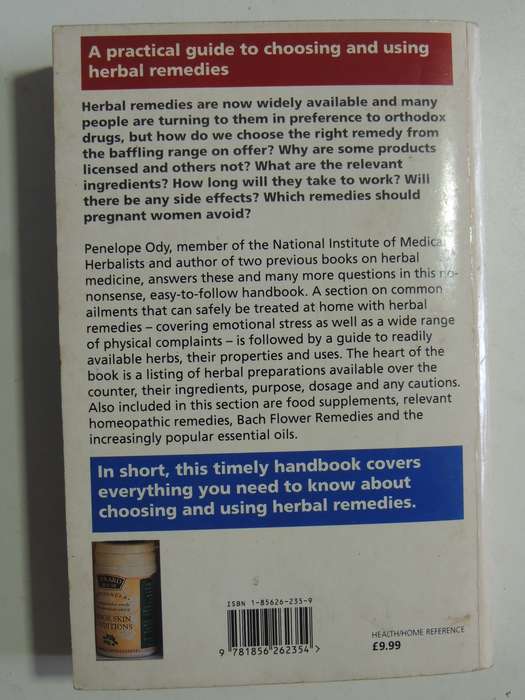 A practical guide to choosing and using
herbal remedies
Herbal remedies are now widely available and many
people are turning to them in preference to orthodox
drugs, but how do we choose the right remedy from
the baffling range on offer? Why are some products
licensed and others not? What are the relevant
ingredients? How long will they take to work? Will
there be any side effects? Which remedies should
pregnant women avoid?
Penelope Ody, member of the National Institute of Medical
Herbalists and author of two previous books on herbal
medicine, answers these and many more questions in this no-
nonsense, easy-to-follow handbook. A section on common
ailments that can safely be treated at home with herbal
remedies – covering emotional stress as well as a wide range
of physical complaints – is followed by a guide to readily
available herbs, their properties and uses. The heart of the
book is a listing of herbal preparations available over the
counter, their ingredients, purpose, dosage and any cautions.
Also included in this section are food supplements, relevant
homeopathic remedies, Bach Flower Remedies and the
increasingly popular essential oils.
In short, this timely handbook covers
everything you need to know about
choosing and using herbal remedies.
SKIN
ISBN 1-85626-235-9
9 781856 262354 >
HEALTH/HOME REFERENCE
£9.99